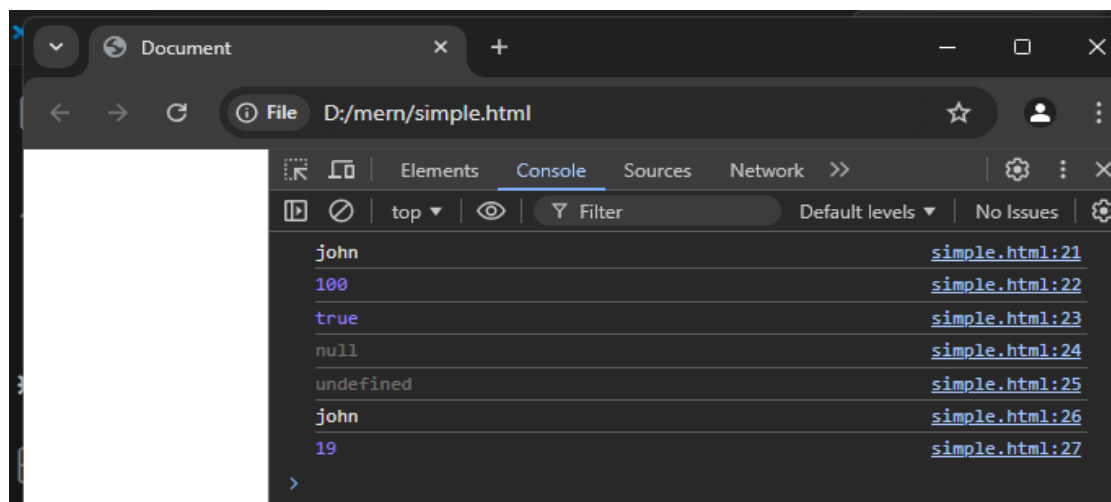 Document
File D:/mern/simple.html
Elements Console Sources Network
top Filter Default levels No Issues
john simple.html:21
100 simple.html:22
true simple.html:23
null simple.html:24
undefined simple.html:25
john simple.html:26
19 simple.html:27